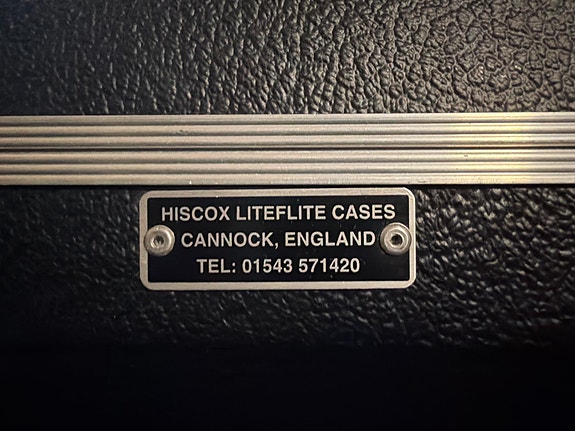 HISCOX LITEFLITE CASES
CANNOCK, ENGLAND
TEL: 01543 571420